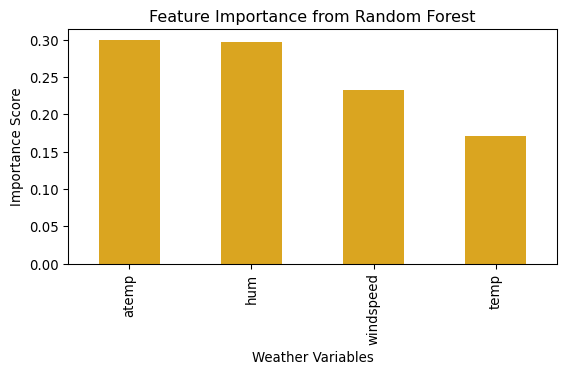 Feature Importance from Random Forest
0.30
0.25
0.20
0.15
0.10
0.05
0.00
Importance Score
atemp
hum
windspeed
temp
Weather Variables